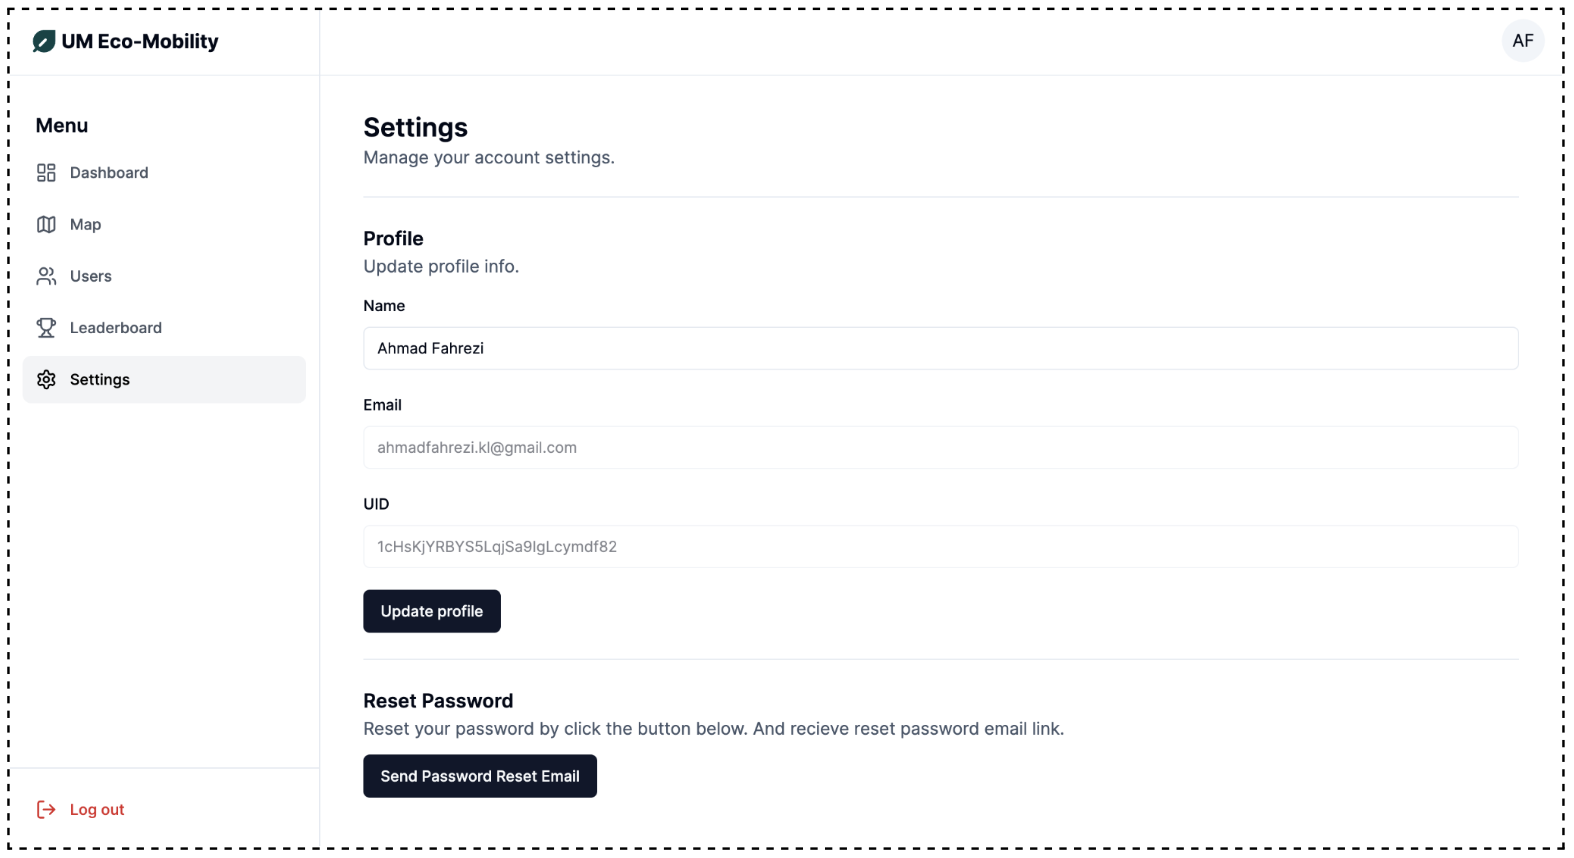 UM Eco-Mobility
AF
Menu
Dashboard
Map
Users
Leaderboard
Settings
Log out
Settings
Manage your account settings.
Profile
Update profile info.
Name
Ahmad Fahrezi
Email
ahmadfahrezi.kl@gmail.com
UID
1cHsKjYRBYS5LqjSa9IgLcymdf82
Update profile
Reset Password
Reset your password by click the button below. And recieve reset password email link.
Send Password Reset Email